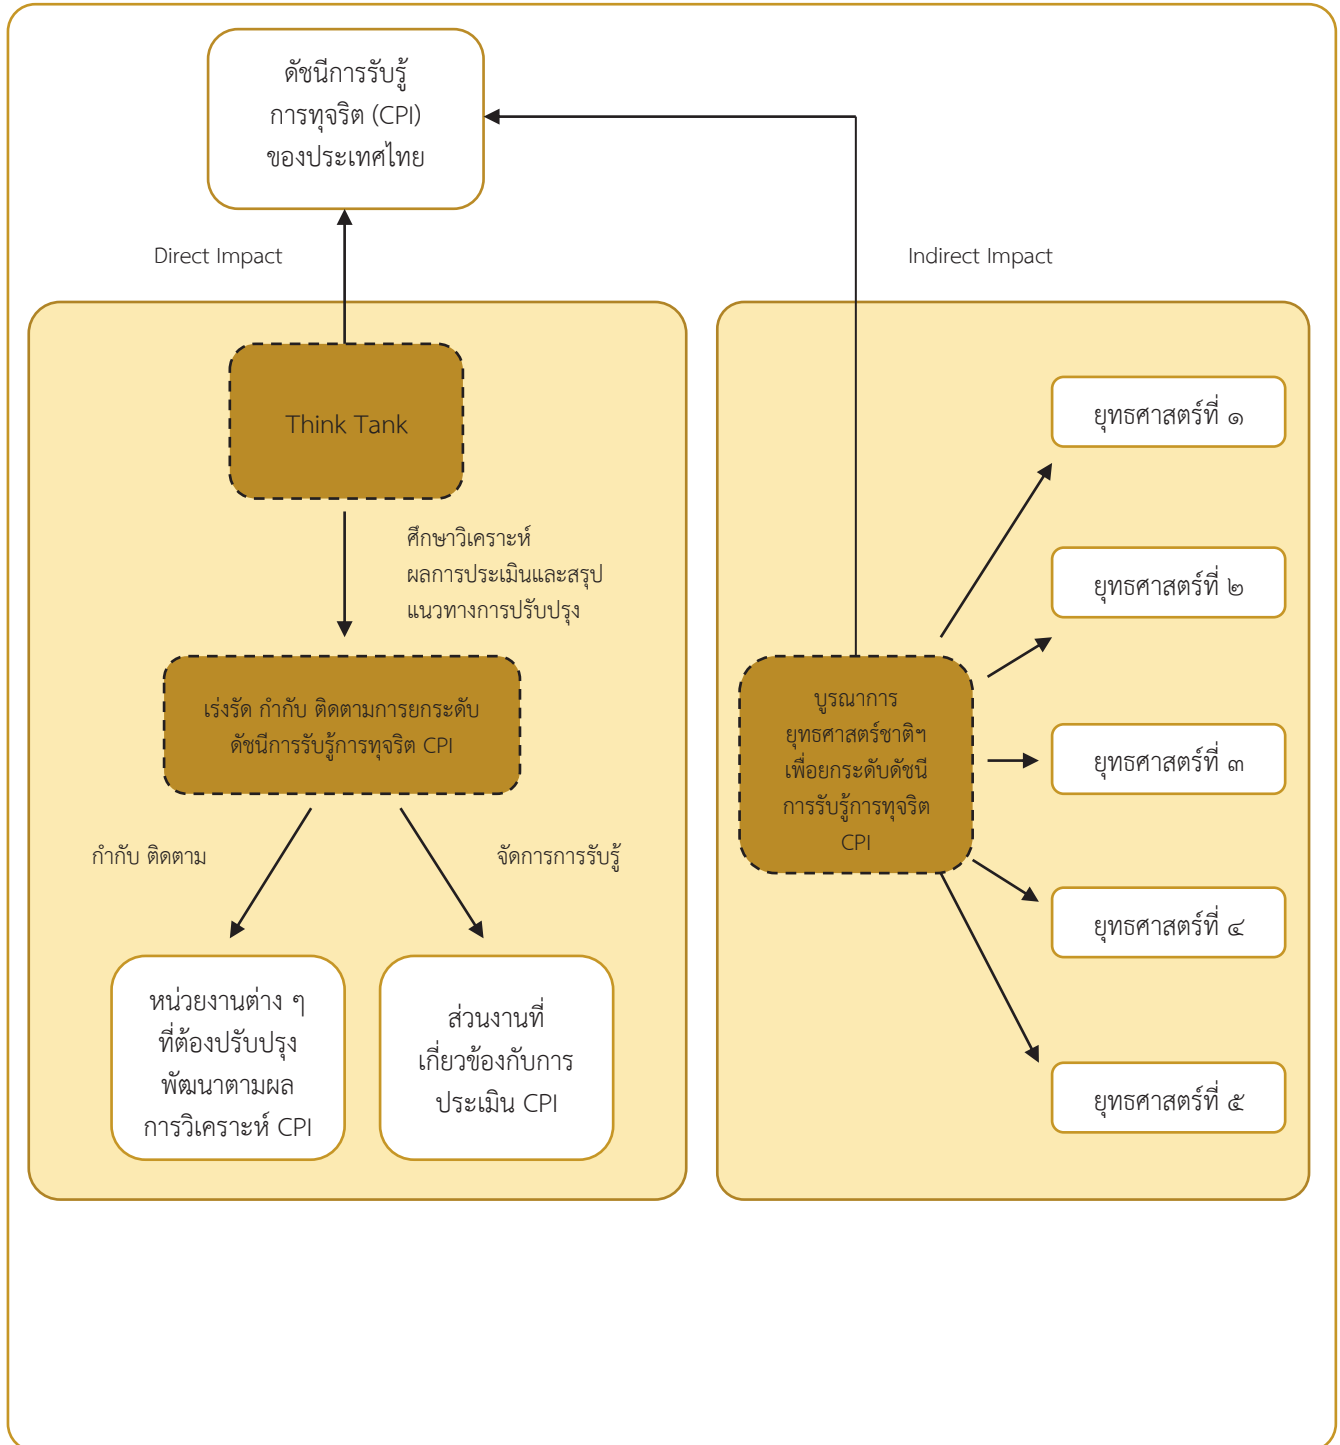 ดัชนีการรับรู้
การทุจริต (CPI)
ของประเทศไทย
Direct Impact
Indirect Impact
Think Tank
ศึกษาวิเคราะห์
ผลการประเมินและสรุป
แนวทางการปรับปรุง
เร่งรัด กำกับ ติดตามการยกระดับ
ดัชนีการรับรู้การทุจริต CPI
กำกับ ติดตาม
จัดการการรับรู้
หน่วยงานต่าง ๆ
ที่ต้องปรับปรุง
พัฒนาตามผล
การวิเคราะห์ CPI
ส่วนงานที่
เกี่ยวข้องกับการ
ประเมิน CPI
บูรณาการ
ยุทธศาสตร์ชาติฯ
เพื่อยกระดับดัชนี
การรับรู้การทุจริต
CPI
ยุทธศาสตร์ที่ ๑
ยุทธศาสตร์ที่ ๒
ยุทธศาสตร์ที่ ๓
ยุทธศาสตร์ที่ ๔
ยุทธศาสตร์ที่ ๕